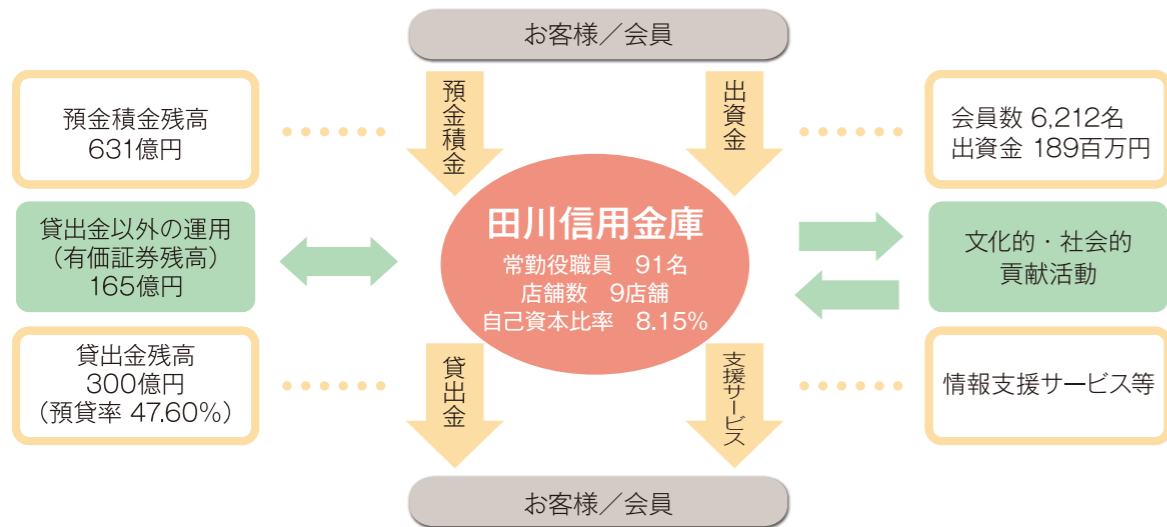 お客様／会員
預金積金
出資金
預金積金残高
631億円
会員数 6,212名
出資金 189百万円
田川信用金庫
常勤役職員　91名
店舗数　9店舗
自己資本比率　8.15%
貸出金以外の運用
（有価証券残高）
165億円
文化的・社会的
貢献活動
貸出金残高
300億円
（預貸率 47.60%）
貸出金
支援サービス
情報支援サービス等
お客様／会員